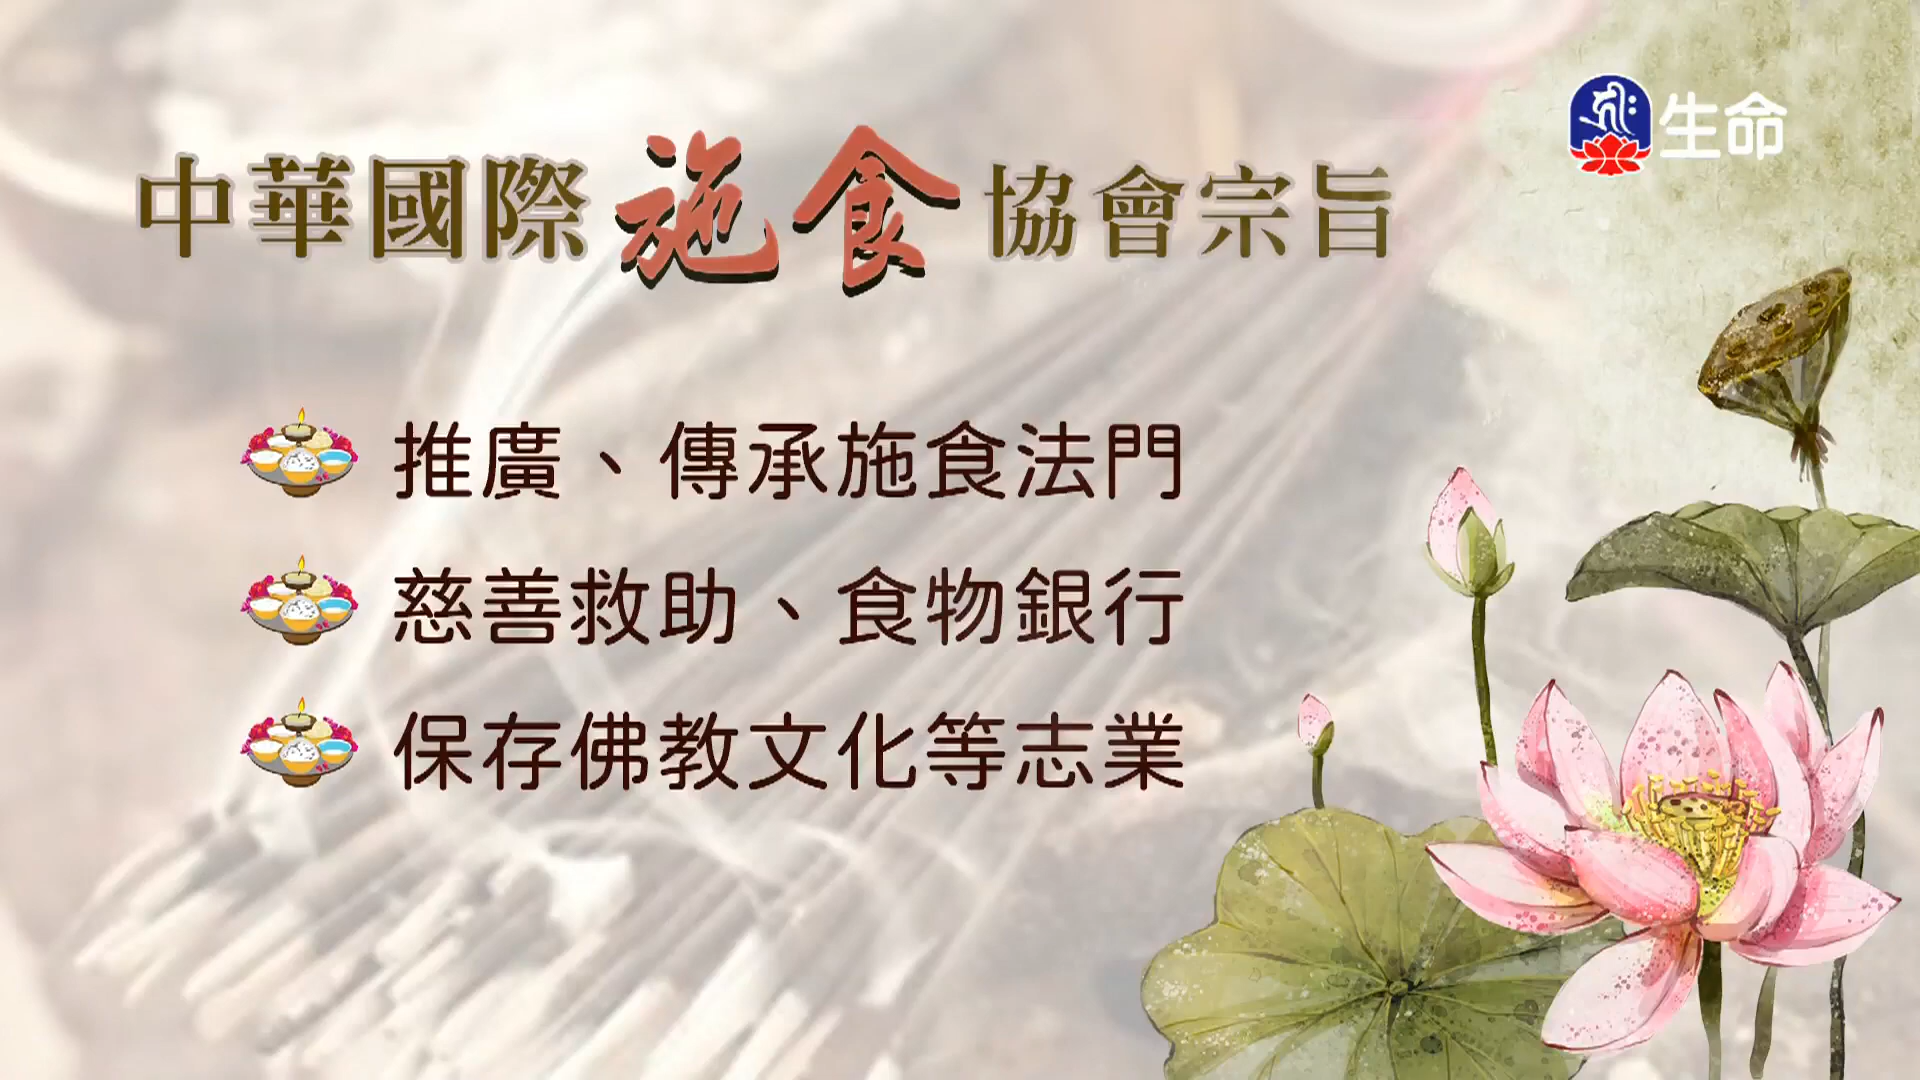 生命
中華國際施食協會宗旨
推廣、傳承施食法門
慈善救助、食物銀行
保存佛教文化等志業